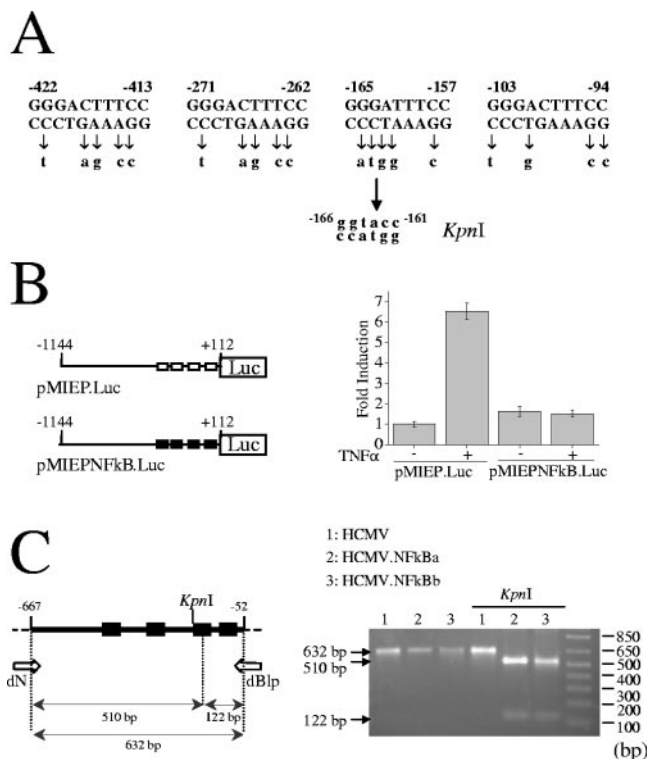 A
-422 -413 -271 -262 -165 -157 -103 -94
GGGACTTTCC GGGACTTTCC GGGATTTCC GGGACTTTCC
CCCTGAAAGG CCCTGAAAGG CCCTAAAGG CCCTGAAAGG
↓ ↓↓ ↓↓ ↓ ↓↓ ↓↓ ↓↓↓↓ ↓ ↓ ↓ ↓↓
t ag cc t ag cc atgg c t g cc
-166 ggtacc -161
ccatgg
KpnI
B
-1144 +112
Luc
pMIEP.Luc
-1144 +112
Luc
pMIEPNFkB.Luc
Fold Induction
7
6
5
4
3
2
1
0
TNFα - + - +
pMIEP.Luc pMIEPNFkB.Luc
C
1: HCMV
2: HCMV.NFkBa
3: HCMV.NFkBb
-667 KpnI -52
dN dBlp
510 bp 122 bp
632 bp
KpnI
1 2 3 1 2 3
632 bp
510 bp
122 bp
850
650
500
400
300
200
100
(bp)